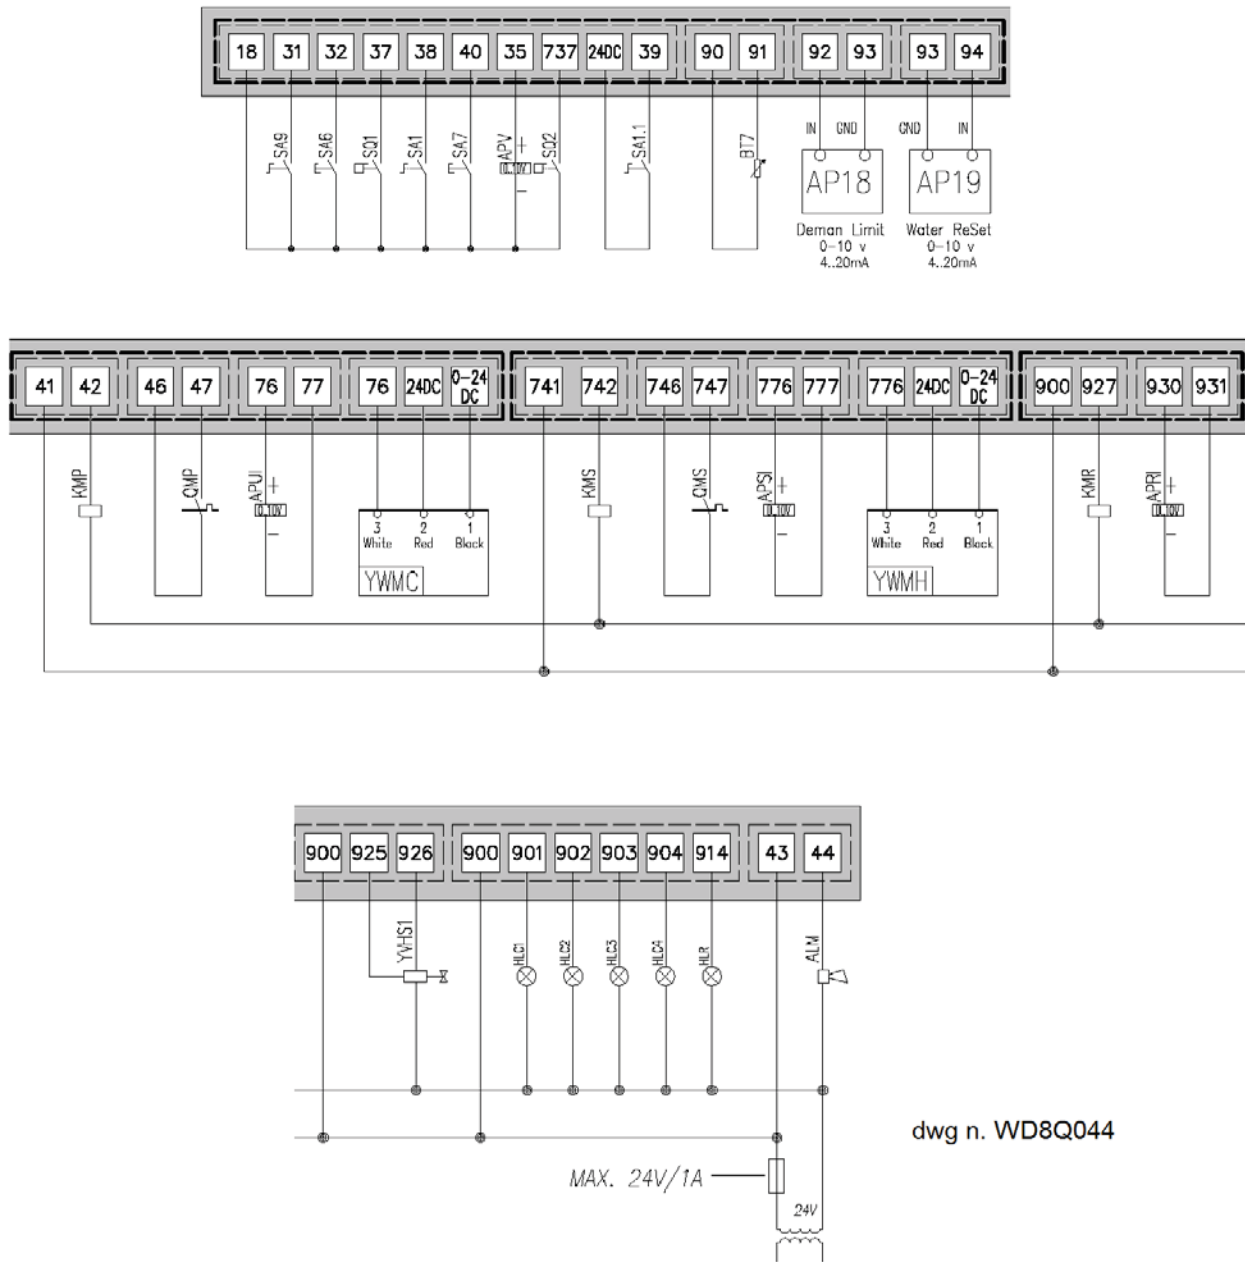 18 31 32 37 38 40 35 737 24DC 39 90 91 92 93 93 94
SA9 SA6 SQ1 SA1 SA7 APV + 0.10V − SQ2 SA1.1 BT7
IN GND GND IN
AP18 AP19
Deman Limit Water ReSet
0-10 v 0-10 v
4..20mA 4..20mA
41 42 46 47 76 77 76 24DC 0-24 DC 741 742 746 747 776 777 776 24DC 0-24 DC 900 927 930 931
KMP QMP APUI + 0.10V − KMS QMS APSI + 0.10V − KMR APRI + 0.10V −
3 2 1 3 2 1
White Red Black White Red Black
YWMC YWMH
900 925 926 900 901 902 903 904 914 43 44
YVHS1 HLC1 HLC2 HLC3 HLC4 HLR ALM
dwg n. WD8Q044
MAX. 24V/1A
24V